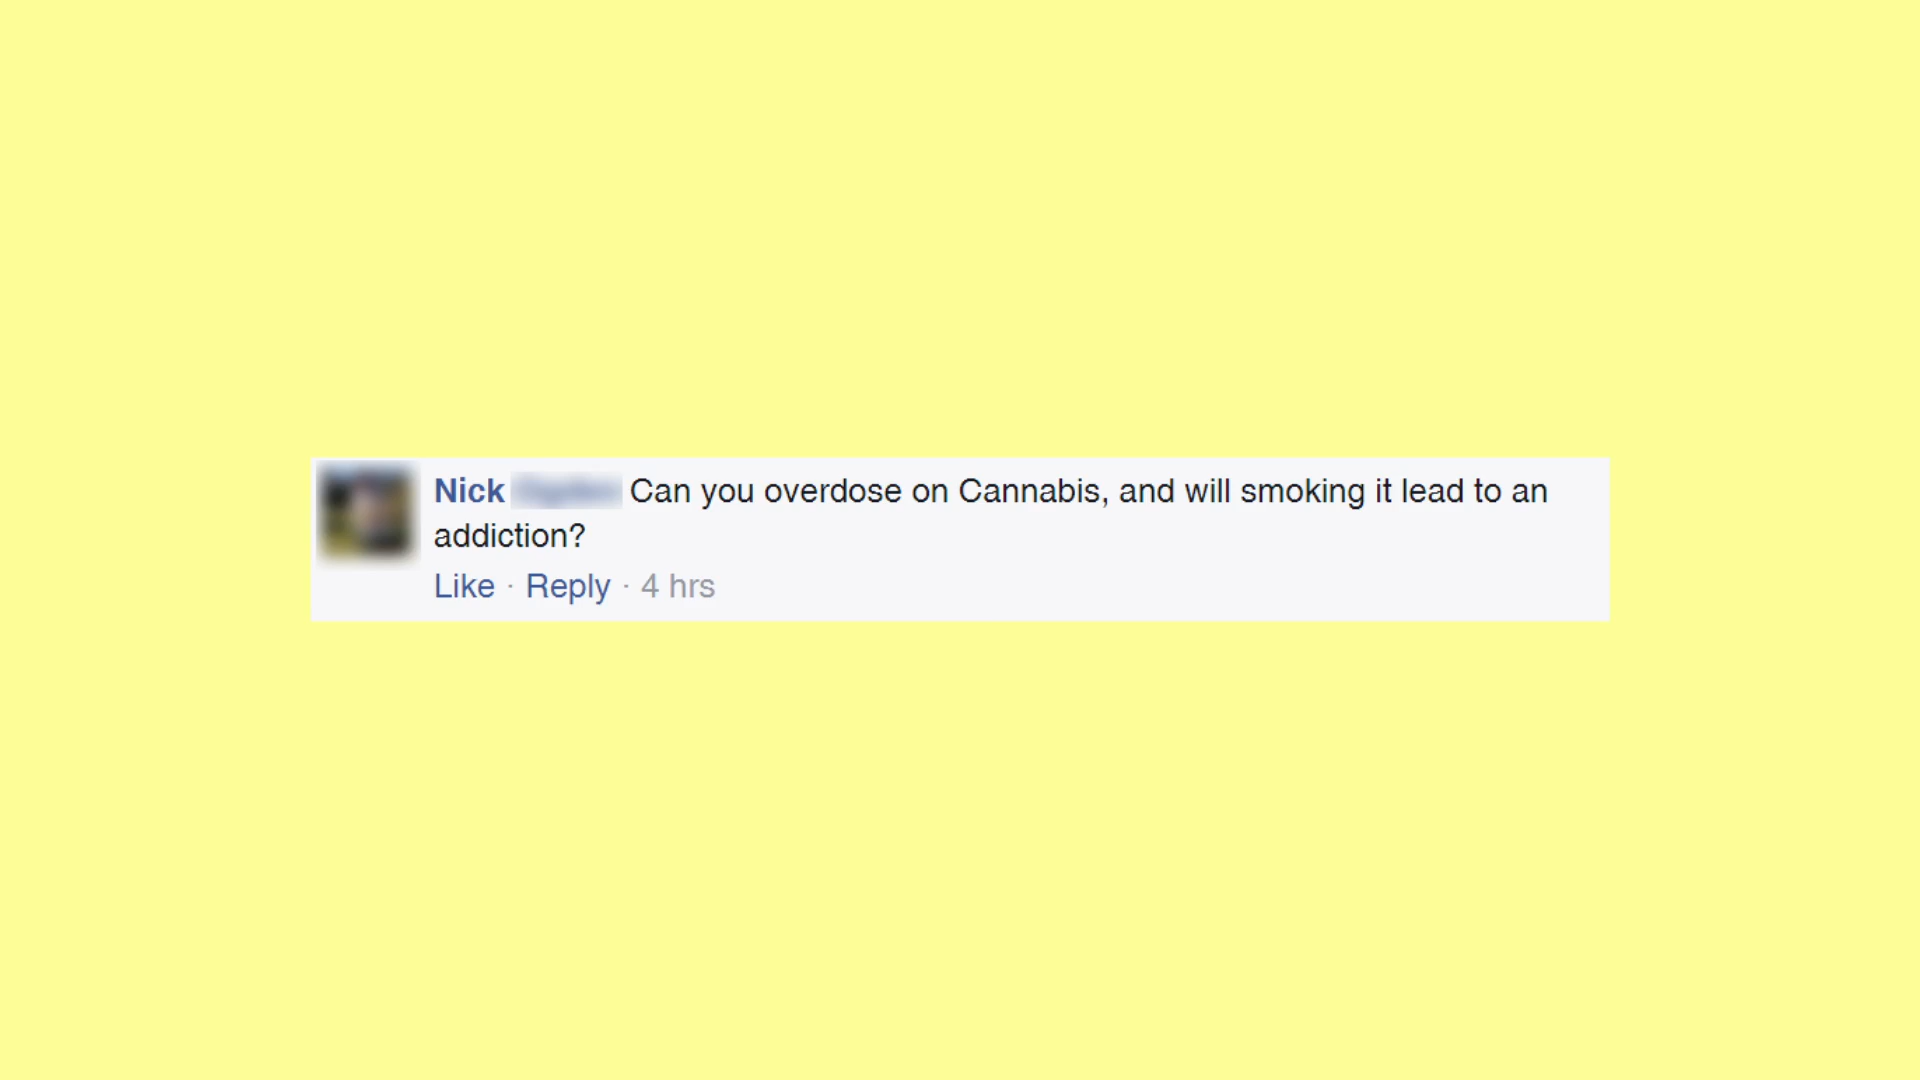 Nick Can you overdose on Cannabis, and will smoking it lead to an
addiction?
Like · Reply · 4 hrs